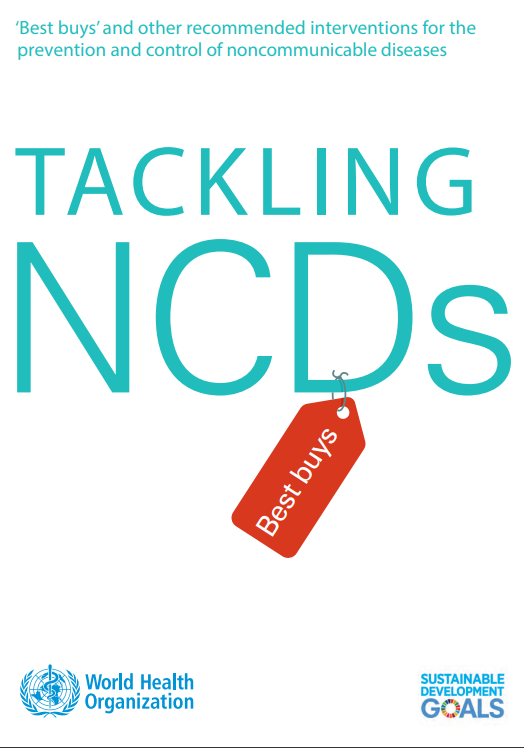 ‘Best buys’ and other recommended interventions for the
prevention and control of noncommunicable diseases
TACKLING
NCDs
Best buys
World Health
Organization
SUSTAINABLE
DEVELOPMENT
GOALS